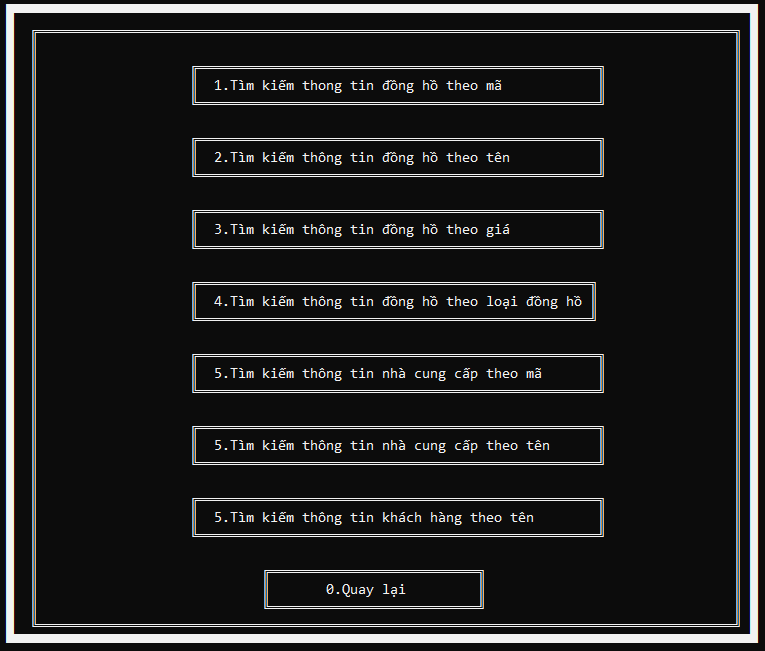 1.Tìm kiếm thong tin đồng hồ theo mã
2.Tìm kiếm thông tin đồng hồ theo tên
3.Tìm kiếm thông tin đồng hồ theo giá
4.Tìm kiếm thông tin đồng hồ theo loại đồng hồ
5.Tìm kiếm thông tin nhà cung cấp theo mã
5.Tìm kiếm thông tin nhà cung cấp theo tên
5.Tìm kiếm thông tin khách hàng theo tên
0.Quay lại